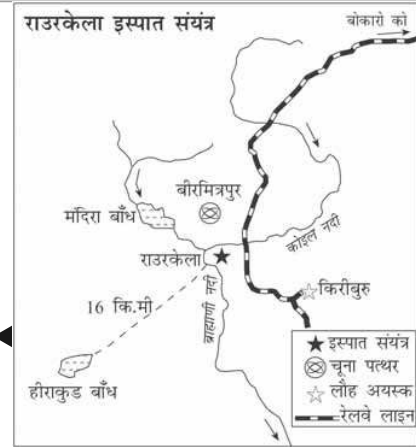 राउरकेला इस्पात संयंत्र
बोकारो को
बीरमित्रपुर
मंदिरा बाँध
कोइल नदी
राउरकेला
ब्राह्मणी नदी
किरीबुरु
16 कि.मी
हीराकुड बाँध
इस्पात संयंत्र
चूना पत्थर
लौह अयस्क
रेलवे लाइन